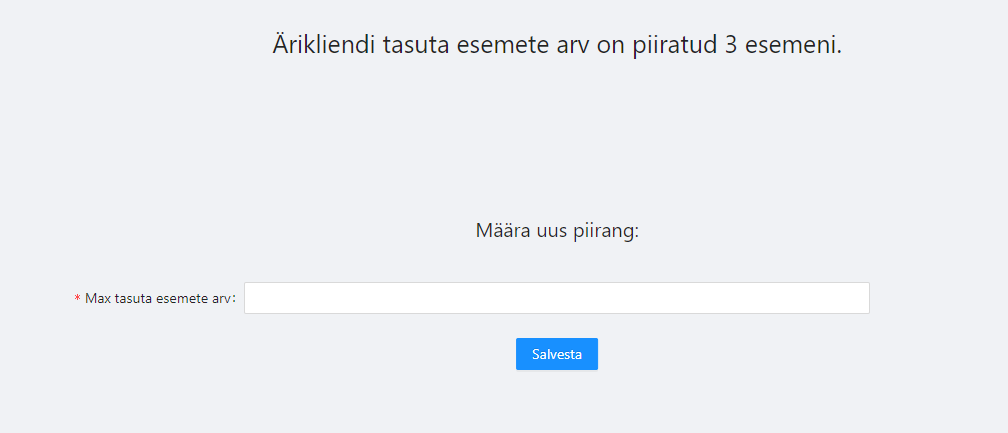 Ärikliendi tasuta esemete arv on piiratud 3 esemeni.
Määra uus piirang:
* Max tasuta esemete arv:
Salvesta